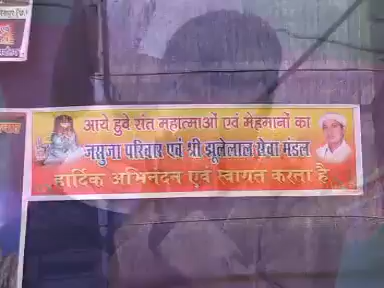 आये हुवे संत महात्माओं एवं मेहमानों का
जसुजा परिवार एवं श्री झूलेलाल सेवा मंडल
हार्टिक अभिनंदन एवं स्वागत करता है